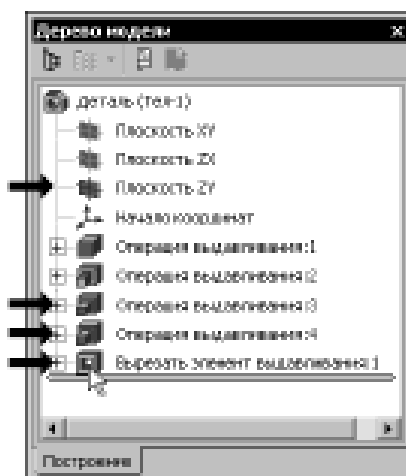 Дерево модели
Деталь (Тел-1)
Плоскость XY
Плоскость ZX
Плоскость ZY
Начало координат
Операция выдавливания:1
Операция выдавливания:2
Операция выдавливания:3
Операция выдавливания:4
Вырезать элемент выдавливания:1
Построение